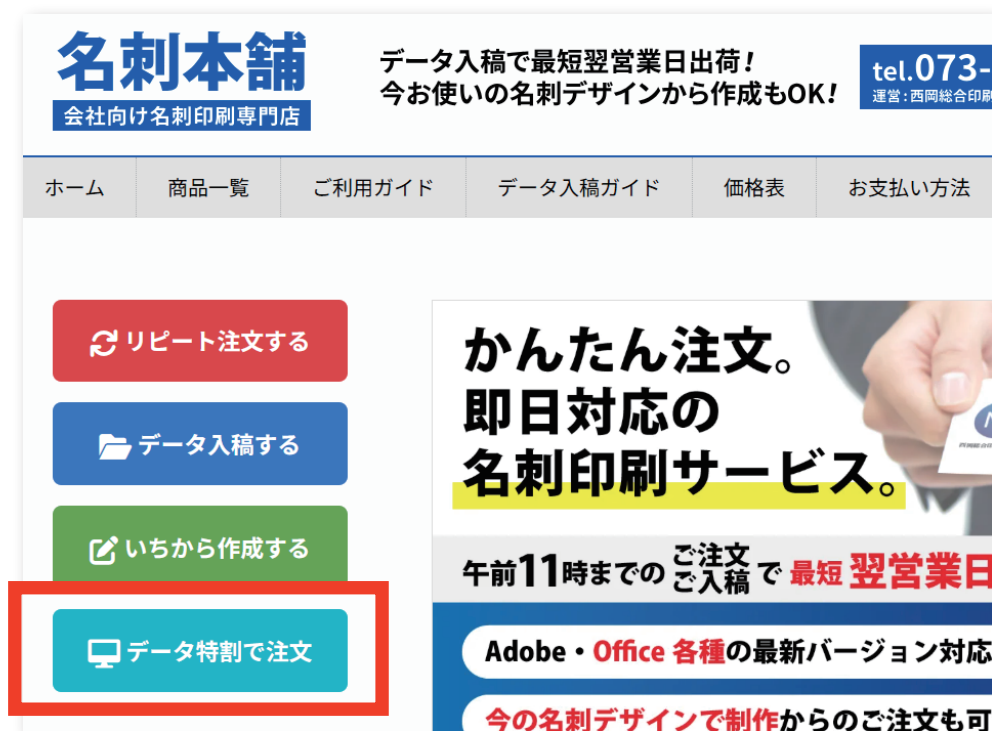 名刺本舗
会社向け名刺印刷専門店
データ入稿で最短翌営業日出荷!
今お使いの名刺デザインから作成もOK!
tel.073-
運営:西岡総合印刷
ホーム
商品一覧
ご利用ガイド
データ入稿ガイド
価格表
お支払い方法
リピート注文する
データ入稿する
いちから作成する
データ特割で注文
かんたん注文。
即日対応の
名刺印刷サービス。
午前11時までのご注文ご入稿で最短翌営業日
Adobe・Office 各種の最新バージョン対応
今の名刺デザインで制作からのご注文も可